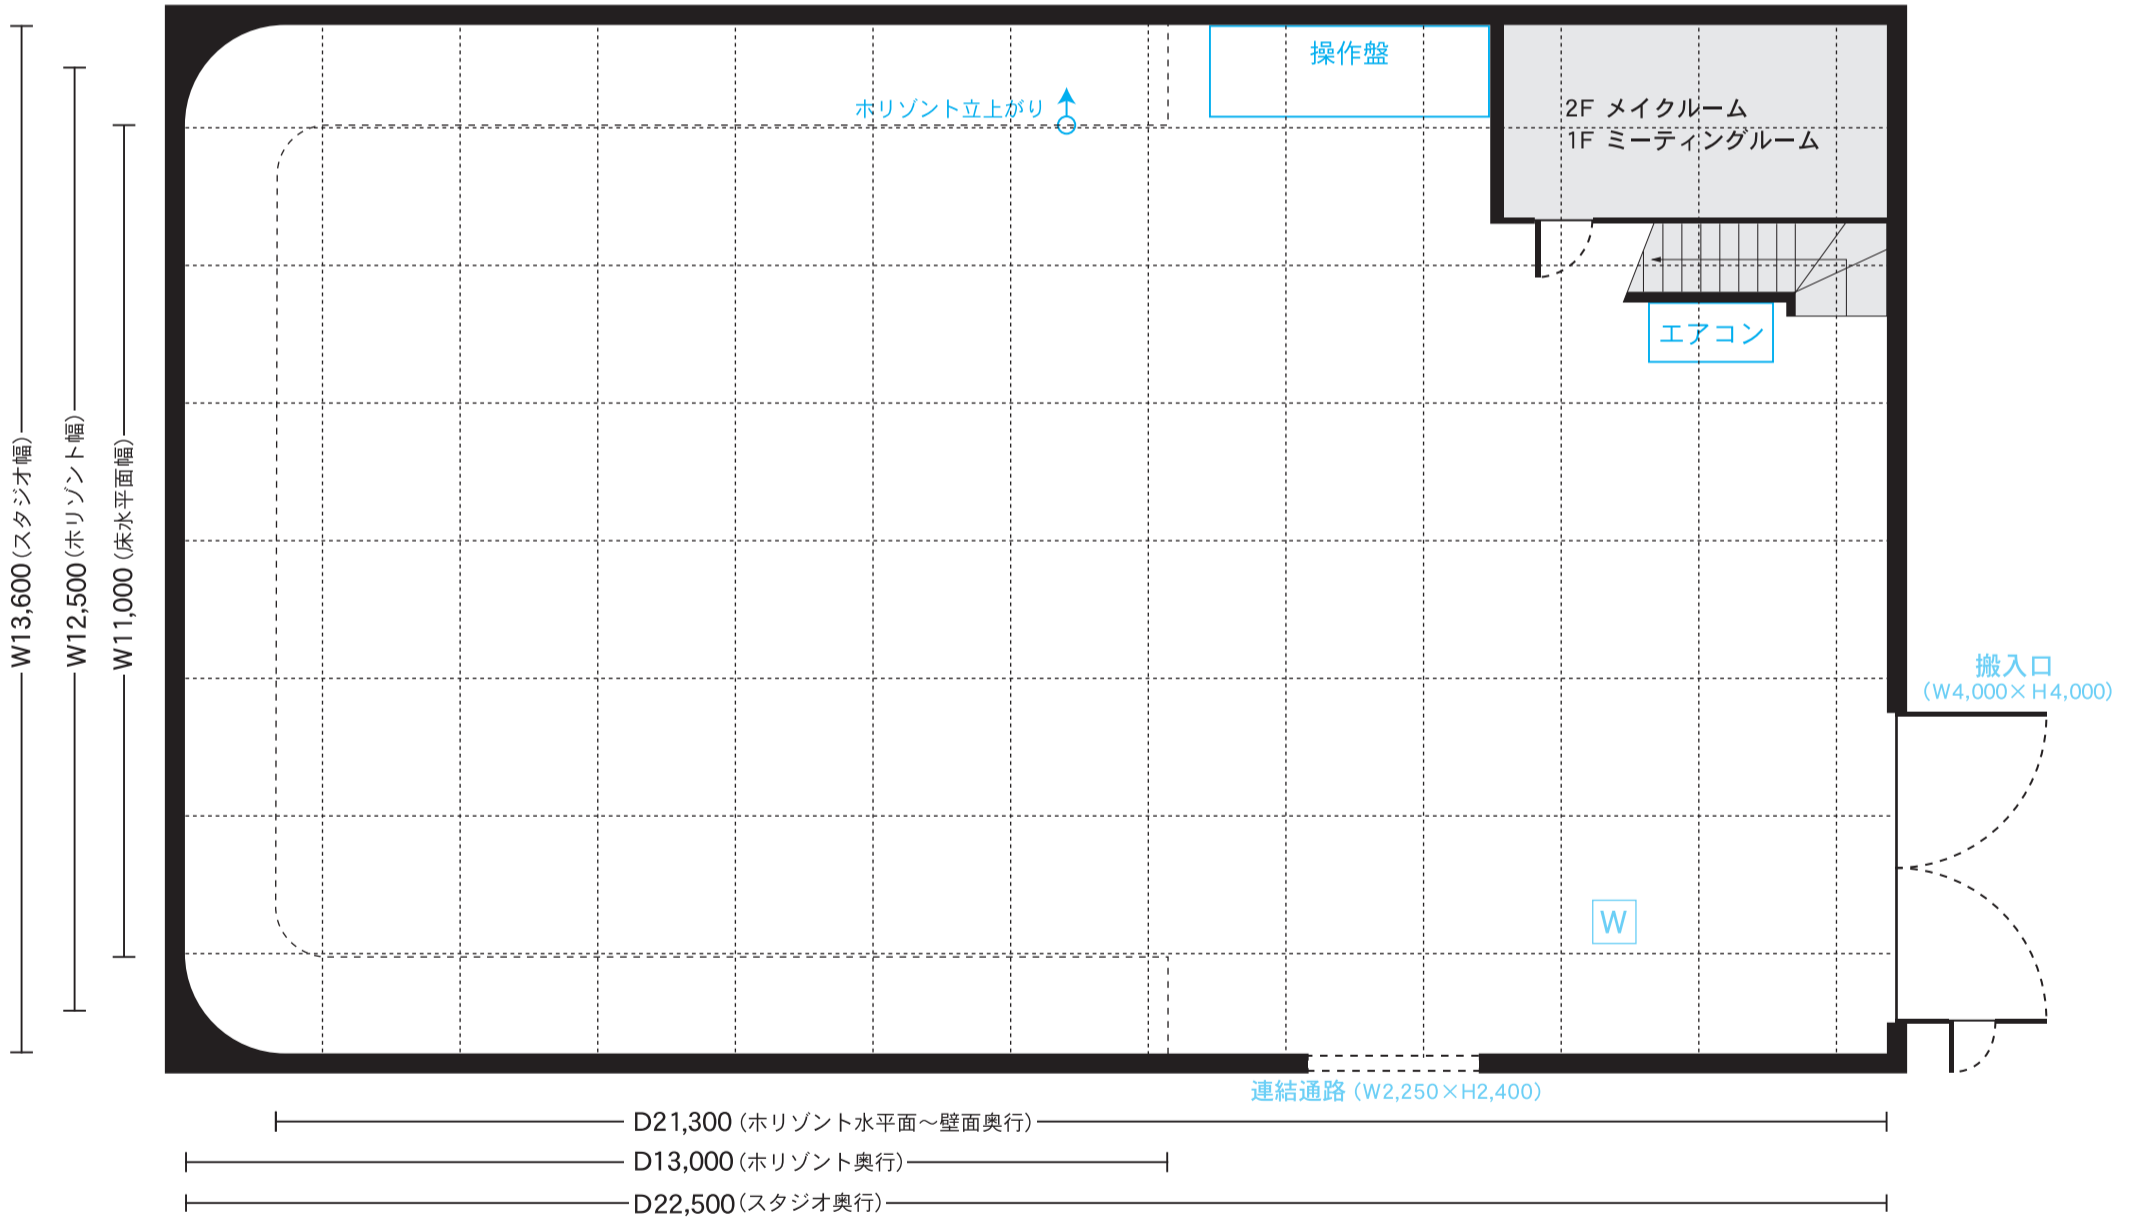 操作盤
ホリゾント立上がり
2F メイクルーム
1F ミーティングルーム
エアコン
W13,600(スタジオ幅)
W12,500(ホリゾント幅)
W11,000(床水平面幅)
搬入口
(W4,000×H4,000)
W
連結通路(W2,250×H2,400)
D21,300(ホリゾント水平面〜壁面奥行)
D13,000(ホリゾント奥行)
D22,500(スタジオ奥行)